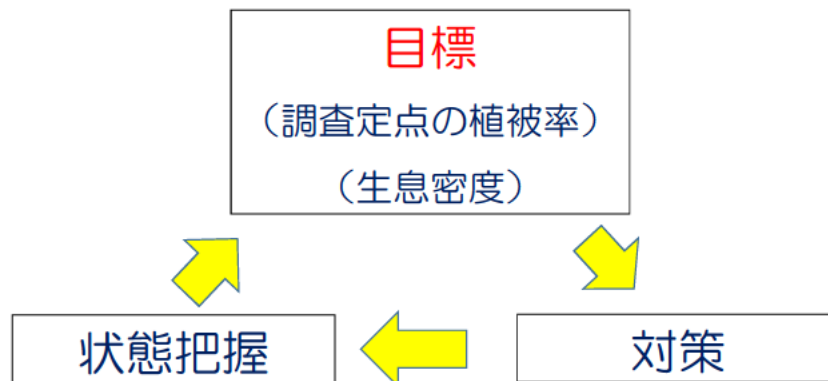 目標
（調査定点の植被率）
（生息密度）
状態把握
対策